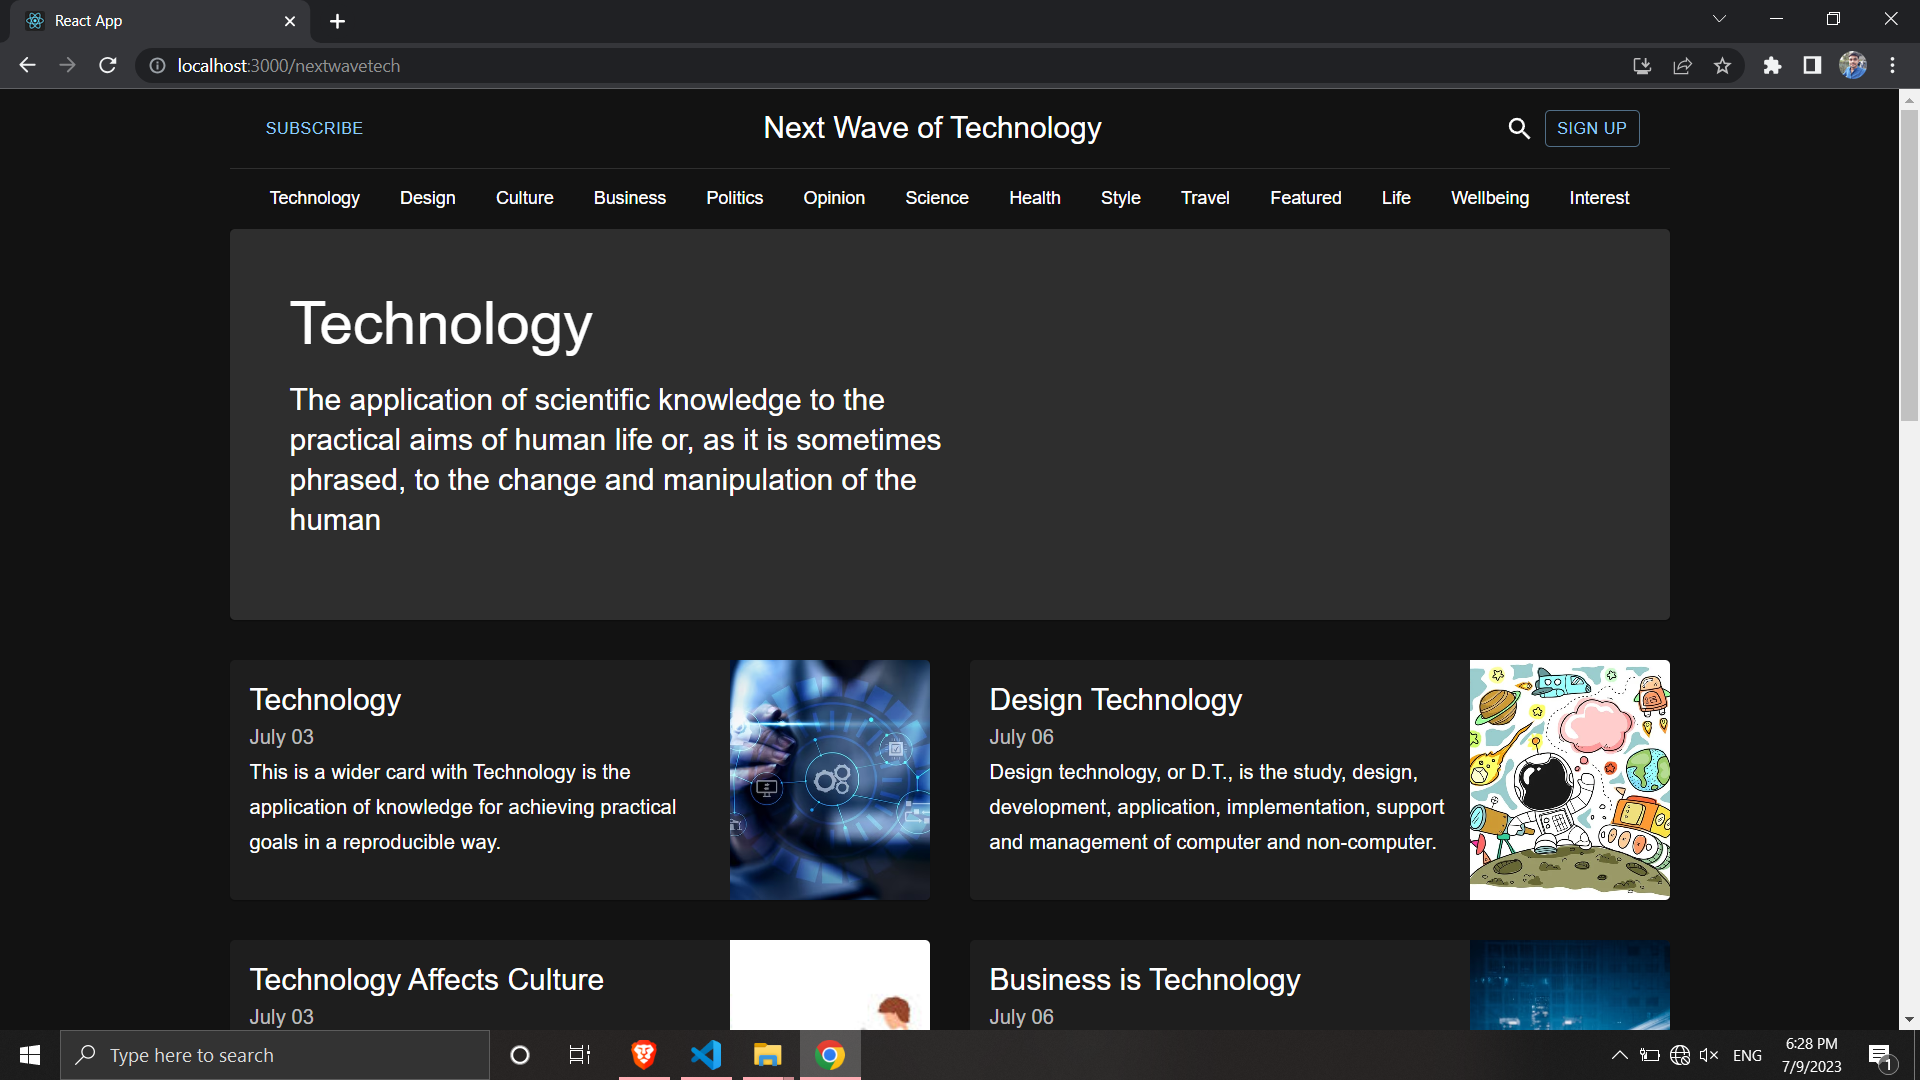 React App
localhost:3000/nextwavetech
SUBSCRIBE
Next Wave of Technology
SIGN UP
Technology Design Culture Business Politics Opinion Science Health Style Travel Featured Life Wellbeing Interest
Technology
The application of scientific knowledge to the
practical aims of human life or, as it is sometimes
phrased, to the change and manipulation of the
human
Technology
July 03
This is a wider card with Technology is the
application of knowledge for achieving practical
goals in a reproducible way.
Design Technology
July 06
Design technology, or D.T., is the study, design,
development, application, implementation, support
and management of computer and non-computer.
Technology Affects Culture
July 03
Business is Technology
July 06
Type here to search
ENG
6:28 PM
7/9/2023
1